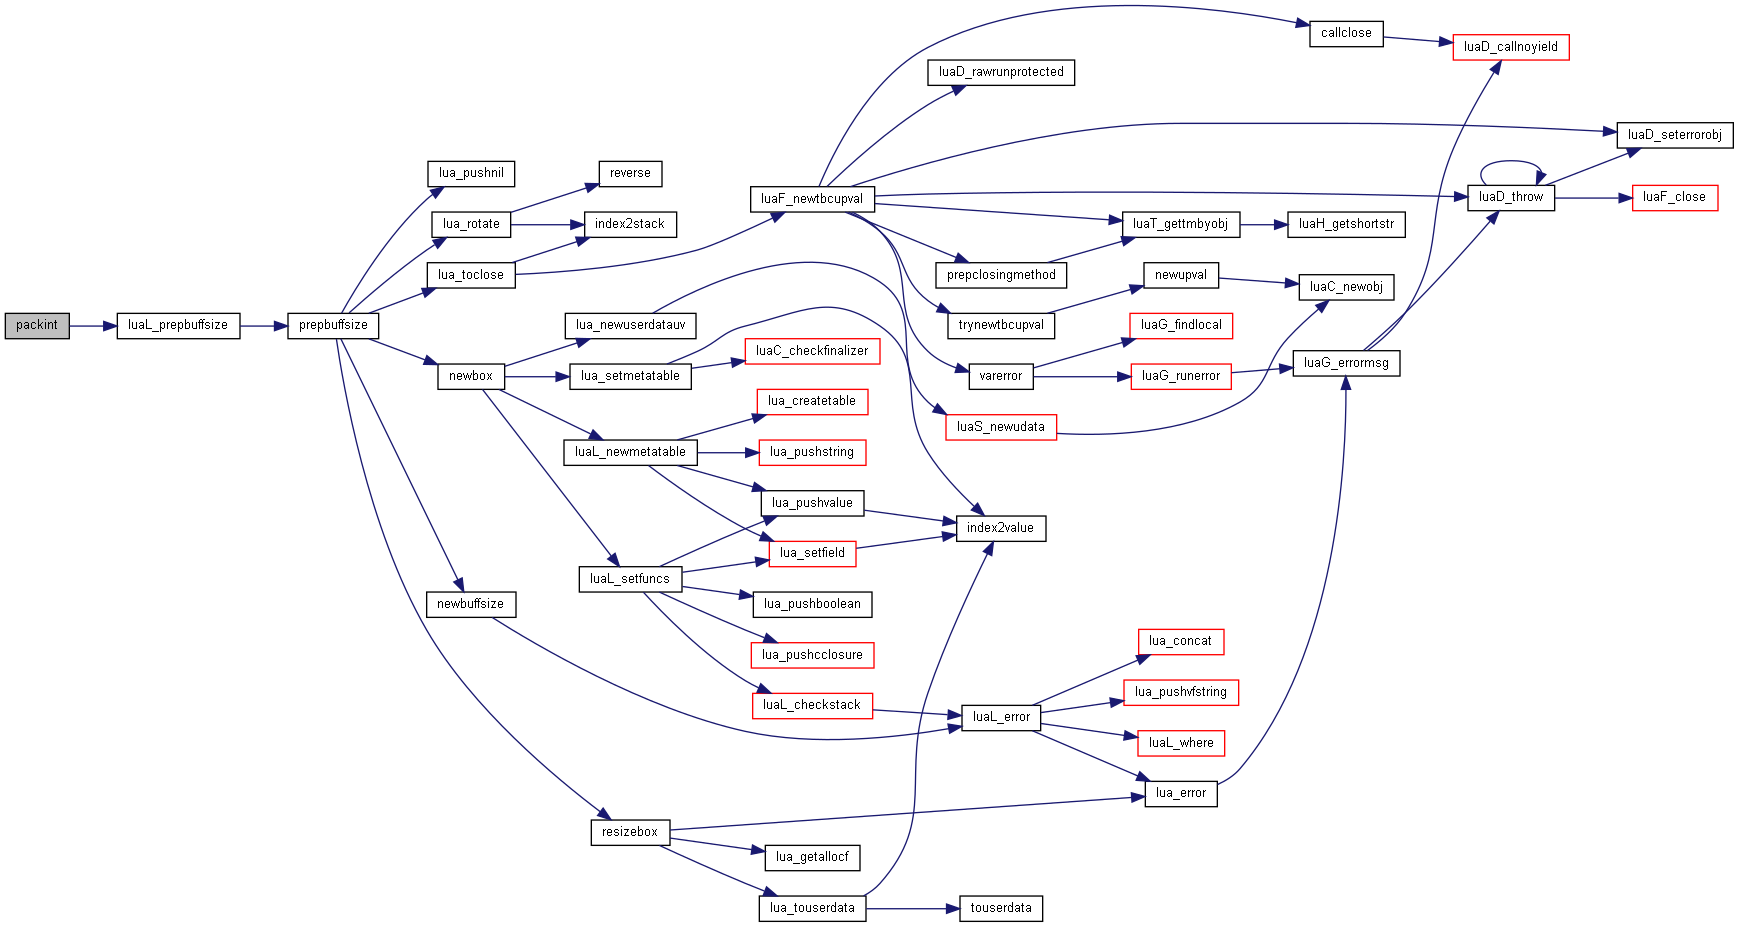 callclose
luaD_callnoyield
luaD_rawrunprotected
luaD_seterrorobj
lua_pushnil
reverse
luaF_newtbcupval
luaD_throw
luaF_close
lua_rotate
index2stack
luaT_gettmbyobj
luaH_getshortstr
lua_toclose
prepclosingmethod
newupval
luaC_newobj
packint
luaL_prepbuffsize
prepbuffsize
lua_newuserdatauv
trynewtbcupval
luaG_findlocal
luaC_checkfinalizer
luaG_errormsg
newbox
lua_setmetatable
varerror
luaG_runerror
lua_createtable
luaS_newudata
luaL_newmetatable
lua_pushstring
lua_pushvalue
index2value
lua_setfield
luaL_setfuncs
newbuffsize
lua_pushboolean
lua_pushcclosure
lua_concat
lua_pushvfstring
luaL_checkstack
luaL_error
luaL_where
lua_error
resizebox
lua_getallocf
lua_touserdata
touserdata